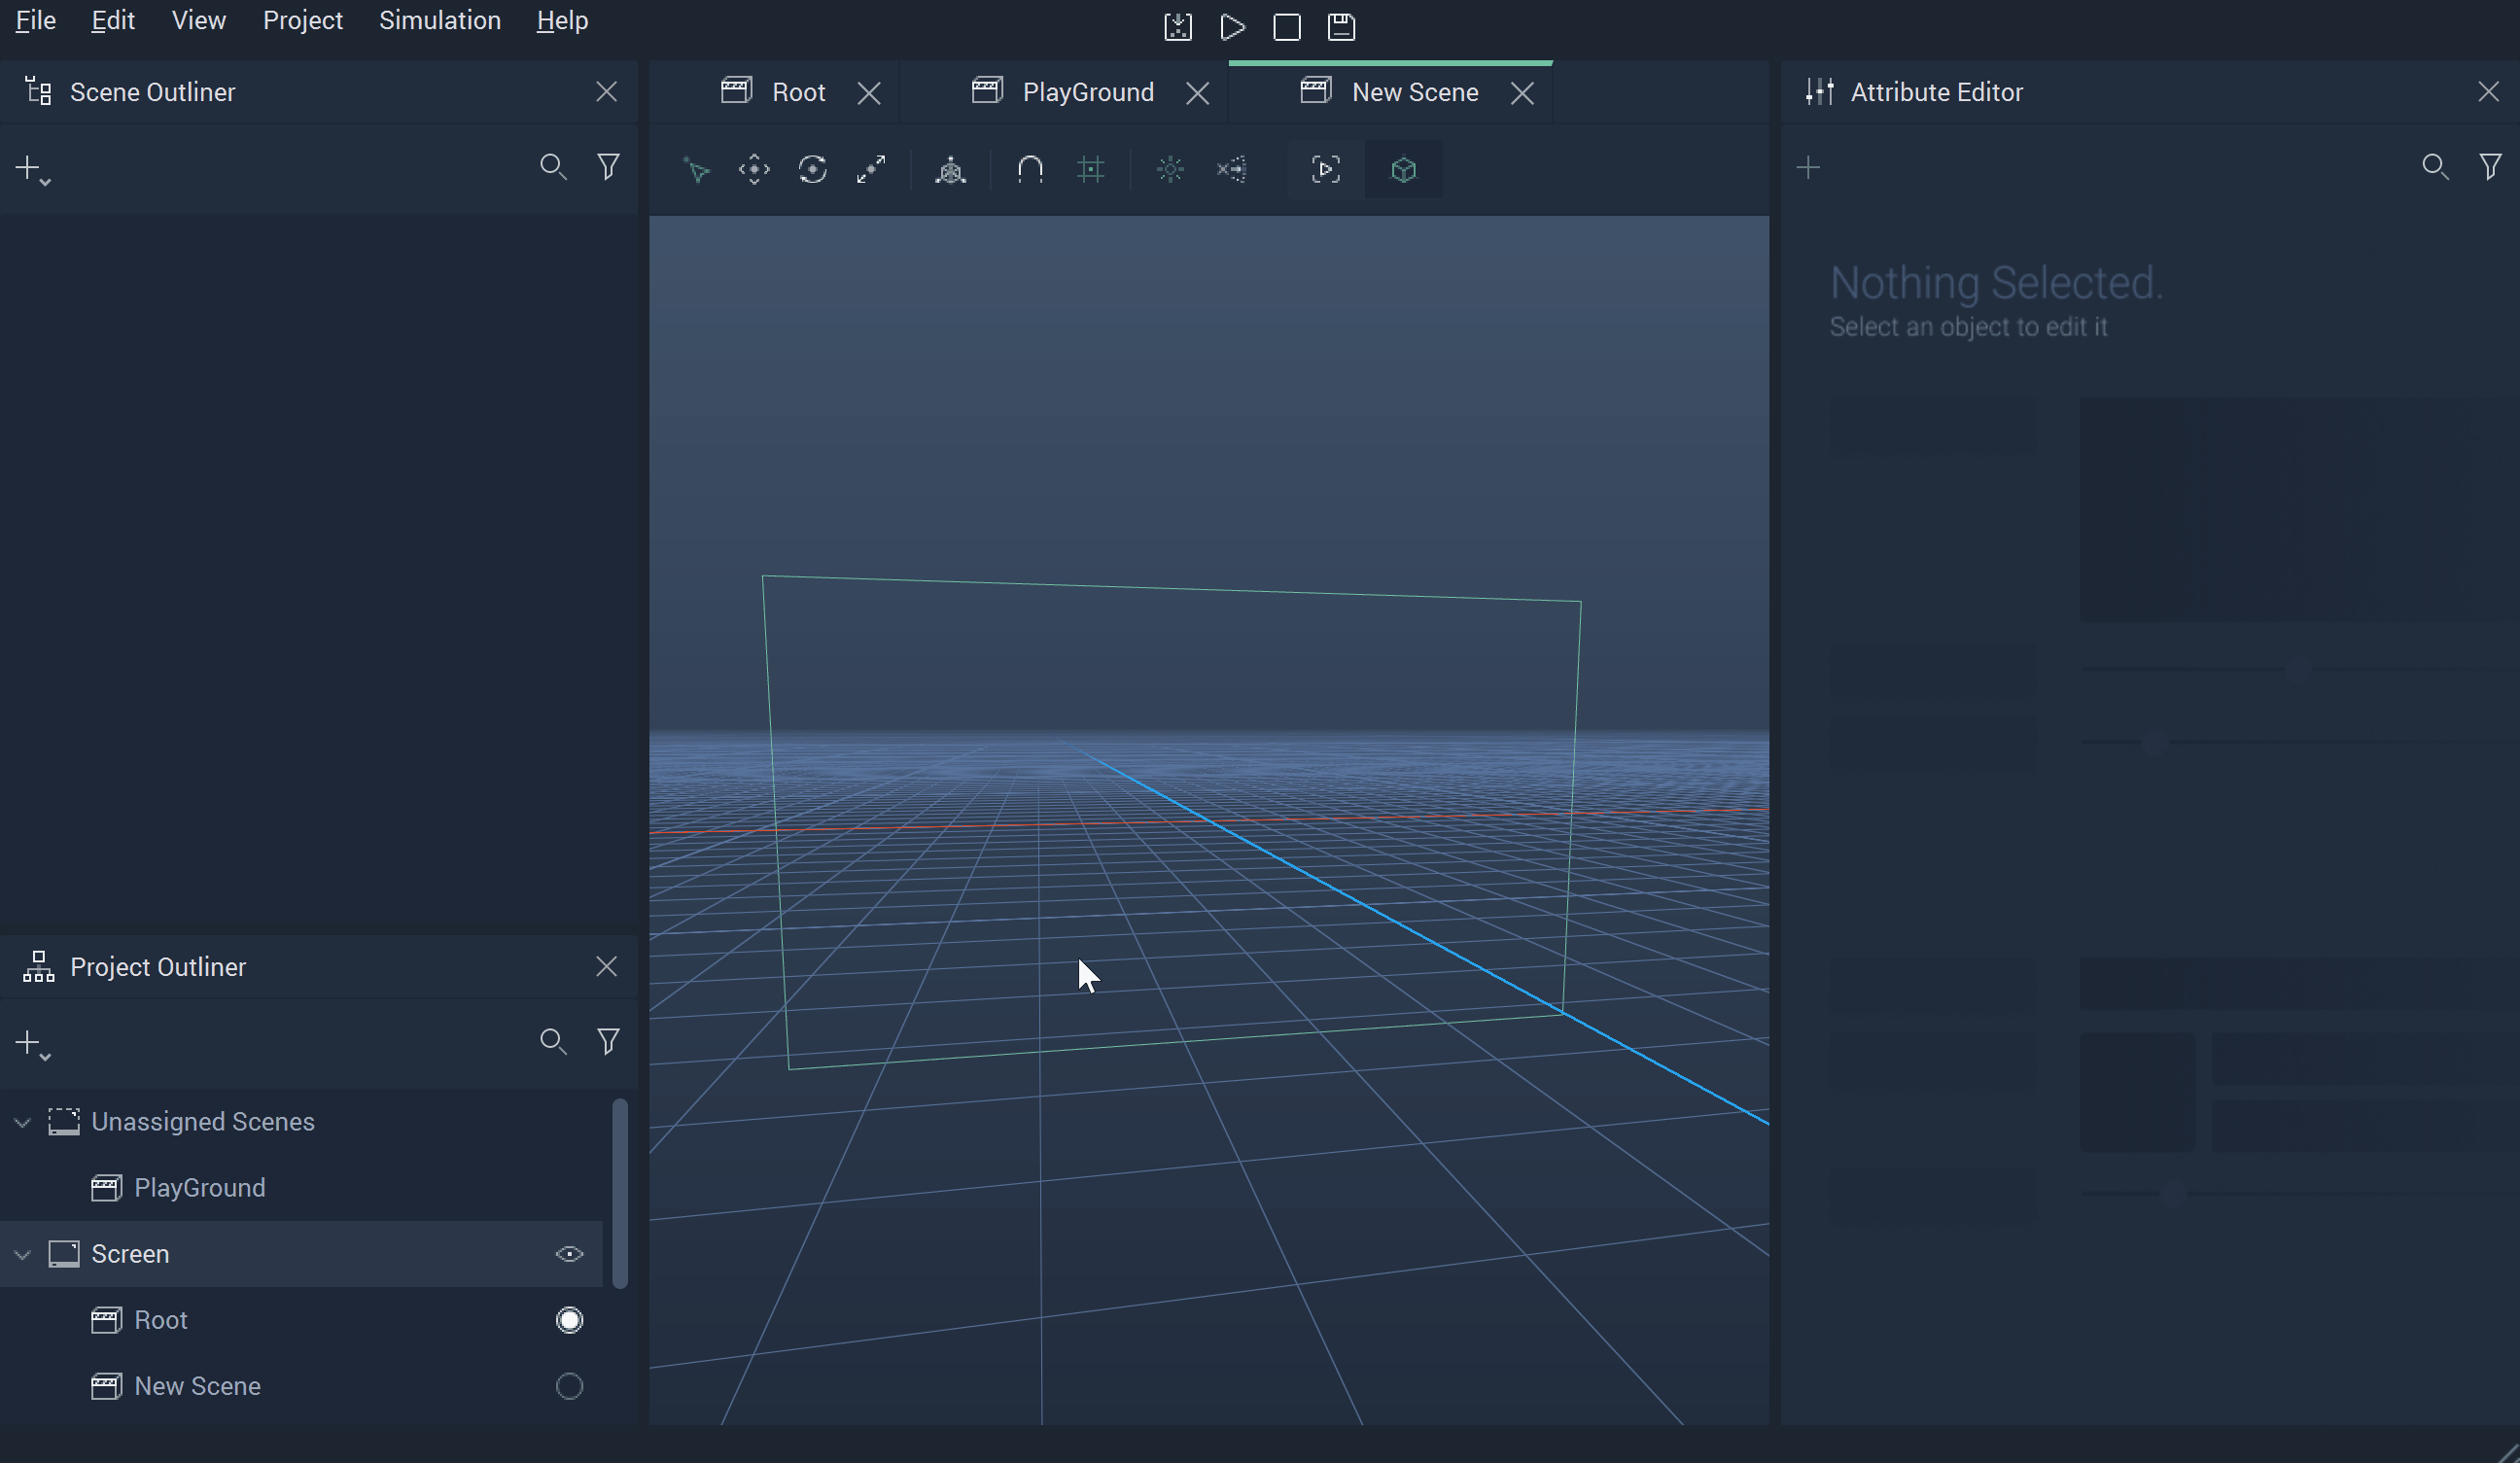 File Edit View Project Simulation Help
Scene Outliner
Root
PlayGround
New Scene
Attribute Editor
Nothing Selected.
Select an object to edit it
Project Outliner
Unassigned Scenes
PlayGround
Screen
Root
New Scene